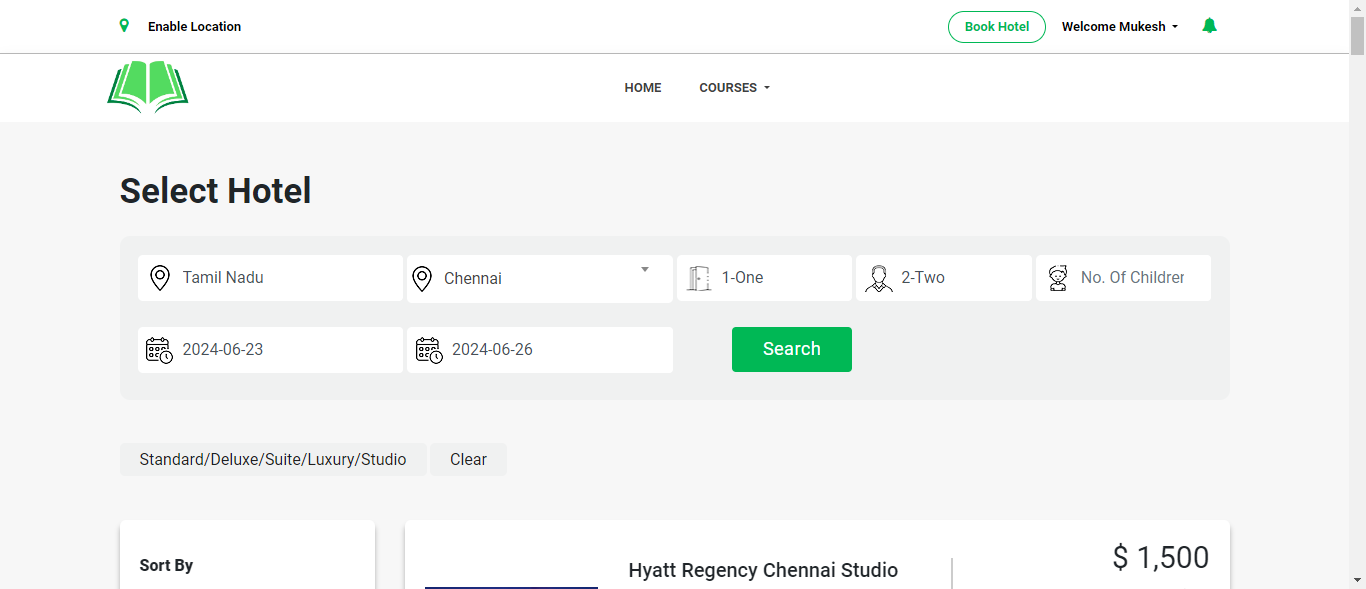 Enable Location
Book Hotel
Welcome Mukesh
HOME
COURSES
Select Hotel
Tamil Nadu
Chennai
1-One
2-Two
No. Of Childrer
2024-06-23
2024-06-26
Search
Standard/Deluxe/Suite/Luxury/Studio
Clear
Sort By
Hyatt Regency Chennai Studio
$ 1,500